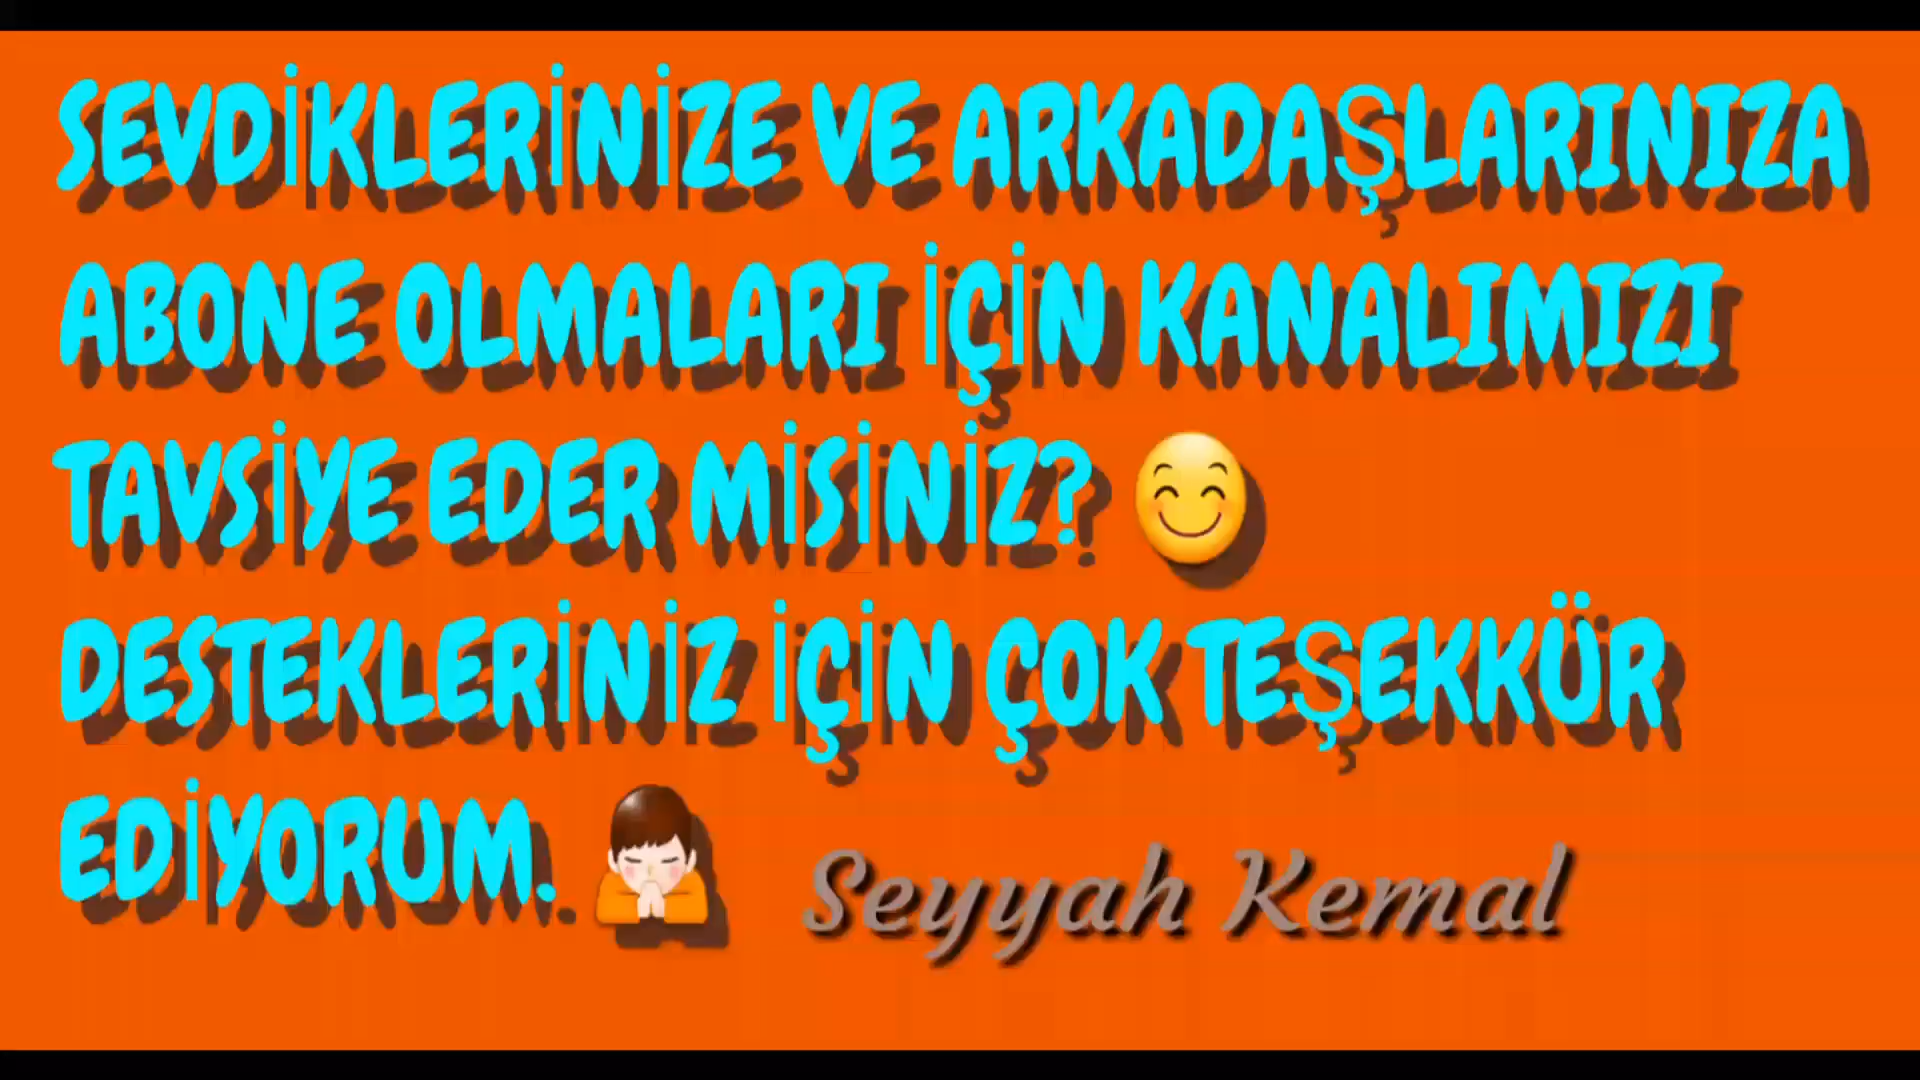 SEVDİKLERİNİZE VE ARKADAŞLARINIZA
ABONE OLMALARI İÇİN KANALIMIZI
TAVSİYE EDER MİSİNİZ? 😊
DESTEKLERİNİZ İÇİN ÇOK TEŞEKKÜR
EDİYORUM. 🙏
Seyyah Kemal